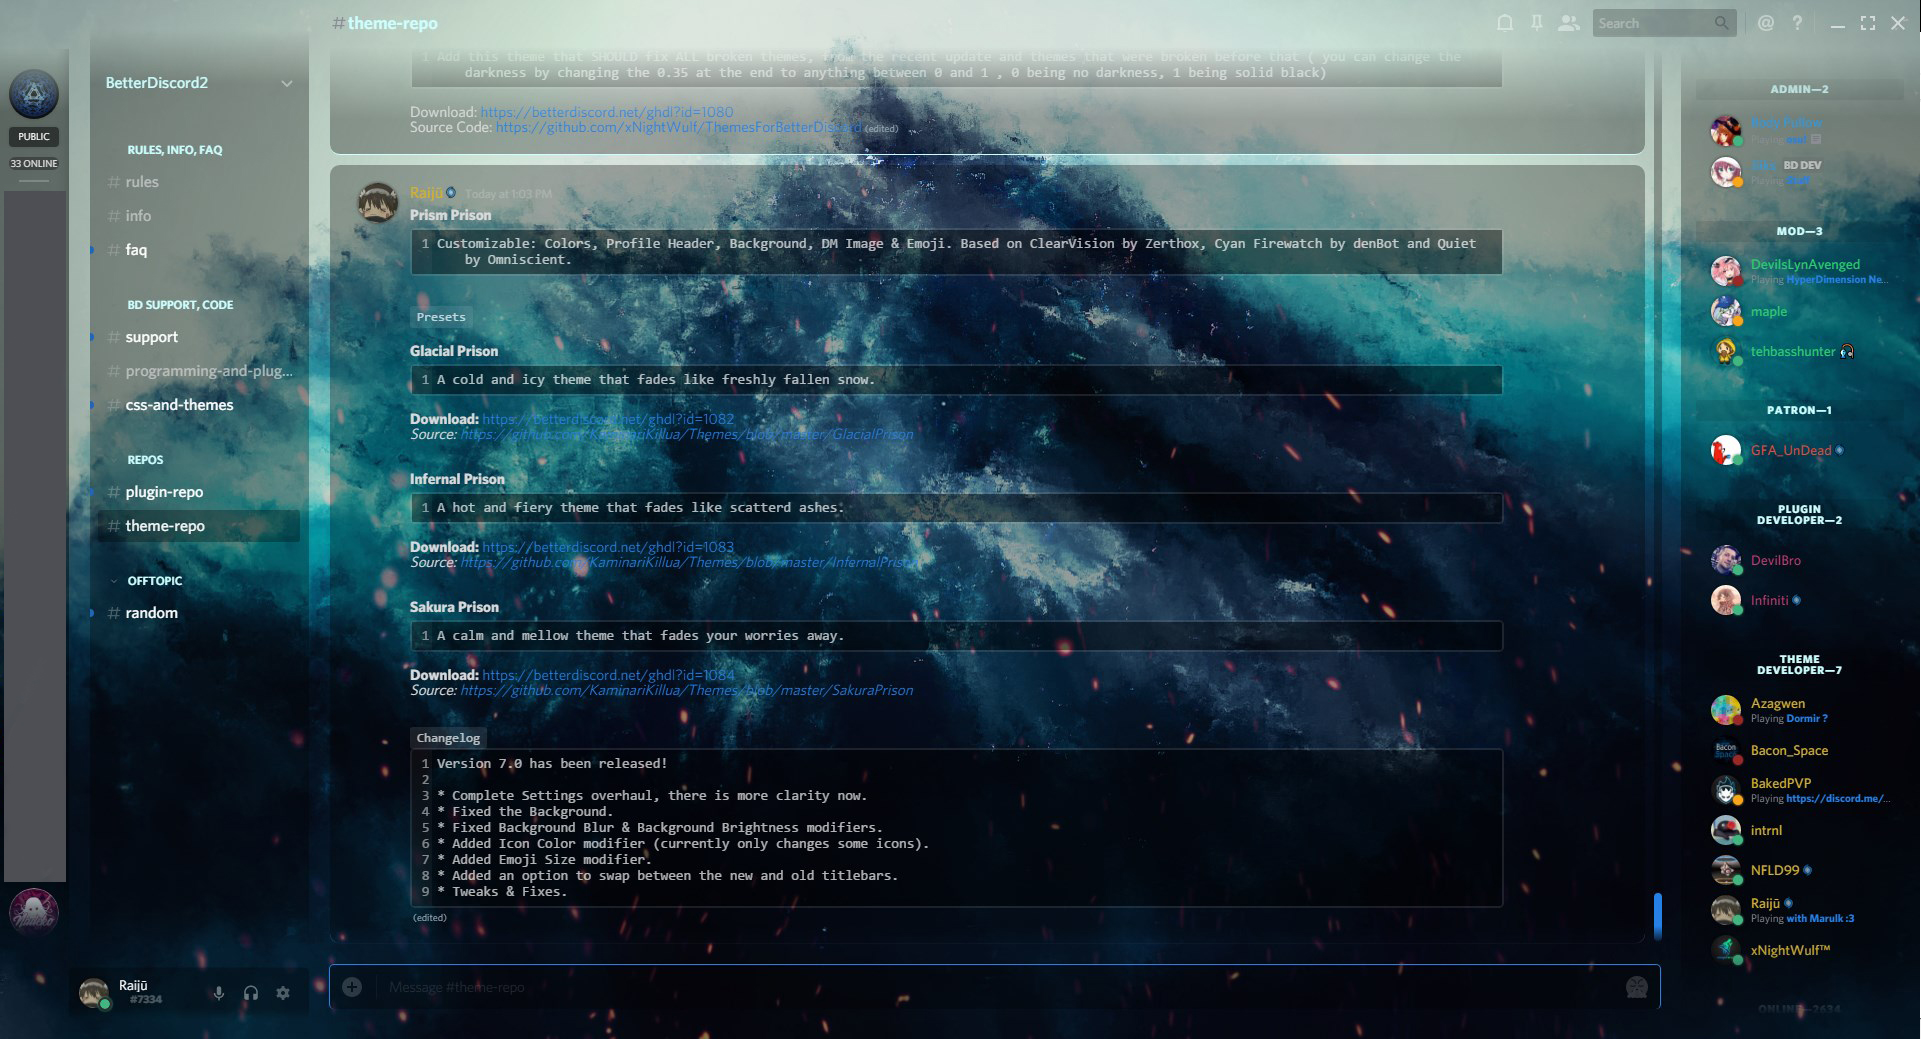 #theme-repo
Search
@ ?
PUBLIC
33 ONLINE
BetterDiscord2
RULES, INFO, FAQ
# rules
# info
# faq
BD SUPPORT, CODE
# support
# programming-and-plug...
# css-and-themes
REPOS
# plugin-repo
# theme-repo
OFFTOPIC
# random
Raijū
#7334
1 Add this theme that SHOULD fix ALL broken themes, from the recent update and themes that were broken before that ( you can change the
darkness by changing the 0.35 at the end to anything between 0 and 1 , 0 being no darkness, 1 being solid black)
Download: https://betterdiscord.net/ghdl?id=1080
Source Code: https://github.com/xNightWulf/ThemesForBetterDiscord (edited)
Raijū Today at 1:03 PM
Prism Prison
1 Customizable: Colors, Profile Header, Background, DM Image & Emoji. Based on ClearVision by Zerthox, Cyan Firewatch by denBot and Quiet
by Omniscient.
Presets
Glacial Prison
1 A cold and icy theme that fades like freshly fallen snow.
Download: https://betterdiscord.net/ghdl?id=1082
Source: https://github.com/KaminariKillua/Themes/blob/master/GlacialPrison
Infernal Prison
1 A hot and fiery theme that fades like scatterd ashes.
Download: https://betterdiscord.net/ghdl?id=1083
Source: https://github.com/KaminariKillua/Themes/blob/master/InfernalPrison
Sakura Prison
1 A calm and mellow theme that fades your worries away.
Download: https://betterdiscord.net/ghdl?id=1084
Source: https://github.com/KaminariKillua/Themes/blob/master/SakuraPrison
Changelog
1 Version 7.0 has been released!
2
3 * Complete Settings overhaul, there is more clarity now.
4 * Fixed the Background.
5 * Fixed Background Blur & Background Brightness modifiers.
6 * Added Icon Color modifier (currently only changes some icons).
7 * Added Emoji Size modifier.
8 * Added an option to swap between the new and old titlebars.
9 * Tweaks & Fixes.
(edited)
Message #theme-repo
ADMIN—2
Playing
BD DEV
Playing
MOD—3
DevilsLynAvenged
Playing HyperDimension Ne...
maple
tehbasshunter
PATRON—1
GFA_UnDead
PLUGIN
DEVELOPER—2
DevilBro
Infiniti
THEME
DEVELOPER—7
Azagwen
Playing Dormir ?
Bacon_Space
BakedPVP
Playing https://discord.me/...
intrnl
NFLD99
Raijū
Playing with Marulk :3
xNightWulf™
ONLINE—2634